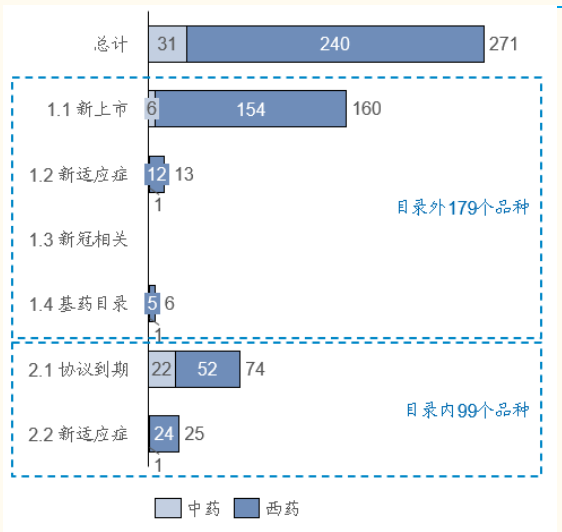 总计 31 240 271
1.1 新上市 6 154 160
1.2 新适应症 12 13
1
目录外179个品种
1.3 新冠相关
1.4 基药目录 5 6
1
2.1 协议到期 22 52 74
目录内99个品种
2.2 新适应症 24 25
1
中药 西药